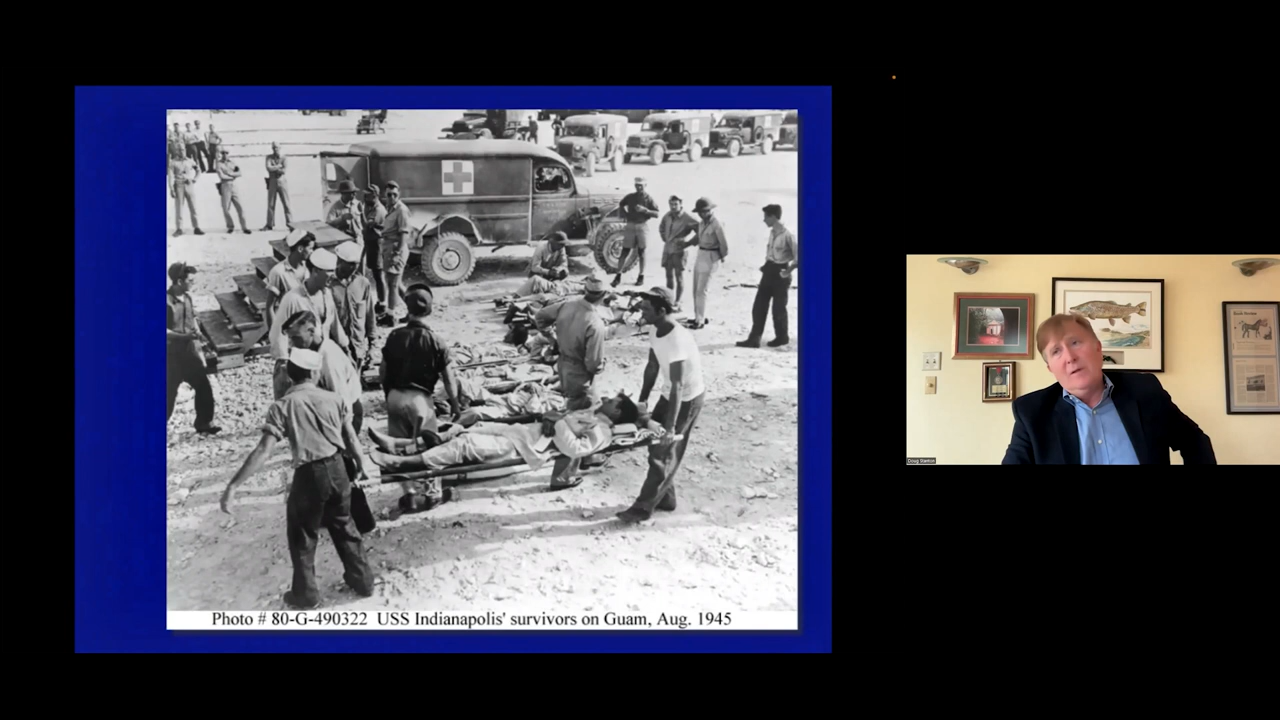 Photo # 80-G-490322 USS Indianapolis' survivors on Guam, Aug. 1945
Doug Stanton